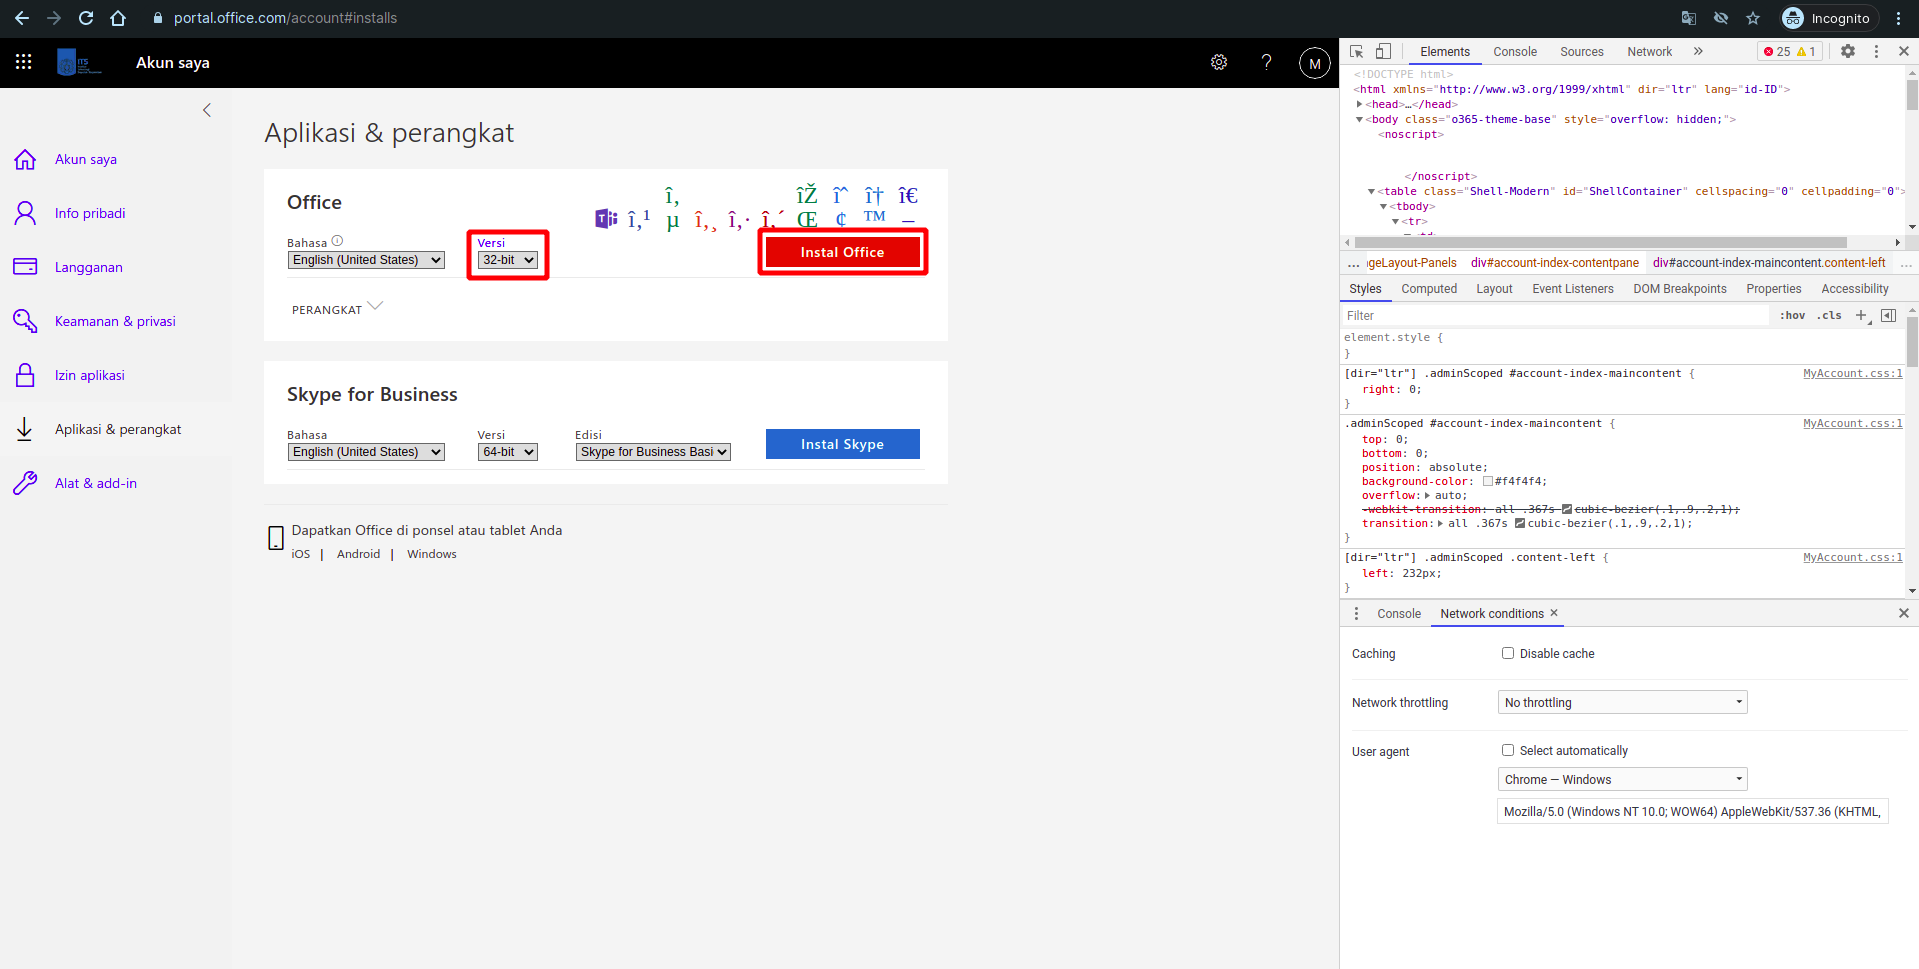 portal.office.com/account#installs
Incognito
ITS
Akun saya
?
M
Akun saya
Info pribadi
Langganan
Keamanan & privasi
Izin aplikasi
Aplikasi & perangkat
Alat & add-in
Aplikasi & perangkat
Office
î‚ îŽ îˆ î† î€
î‚¹ µ î‚¸ î‚· î‚´ Œ ¢ ™ –
Bahasa
Versi
English (United States)
32-bit
Instal Office
PERANGKAT
Skype for Business
Bahasa
Versi
Edisi
English (United States)
64-bit
Skype for Business Basi
Instal Skype
Dapatkan Office di ponsel atau tablet Anda
iOS | Android | Windows
Elements Console Sources Network » 25 1
<!DOCTYPE html>
<html xmlns="http://www.w3.org/1999/xhtml" dir="ltr" lang="id-ID">
<head>…</head>
<body class="o365-theme-base" style="overflow: hidden;">
<noscript>
</noscript>
<table class="Shell-Modern" id="ShellContainer" cellspacing="0" cellpadding="0">
<tbody>
<tr>
… geLayout-Panels div#account-index-contentpane div#account-index-maincontent.content-left …
Styles Computed Layout Event Listeners DOM Breakpoints Properties Accessibility
Filter :hov .cls +
element.style {
}
[dir="ltr"] .adminScoped #account-index-maincontent { MyAccount.css:1
right: 0;
}
.adminScoped #account-index-maincontent { MyAccount.css:1
top: 0;
bottom: 0;
position: absolute;
background-color: #f4f4f4;
overflow: auto;
-webkit-transition: all .367s cubic-bezier(.1,.9,.2,1);
transition: all .367s cubic-bezier(.1,.9,.2,1);
}
[dir="ltr"] .adminScoped .content-left { MyAccount.css:1
left: 232px;
}
Console Network conditions
Caching Disable cache
Network throttling No throttling
User agent Select automatically
Chrome — Windows
Mozilla/5.0 (Windows NT 10.0; WOW64) AppleWebKit/537.36 (KHTML,